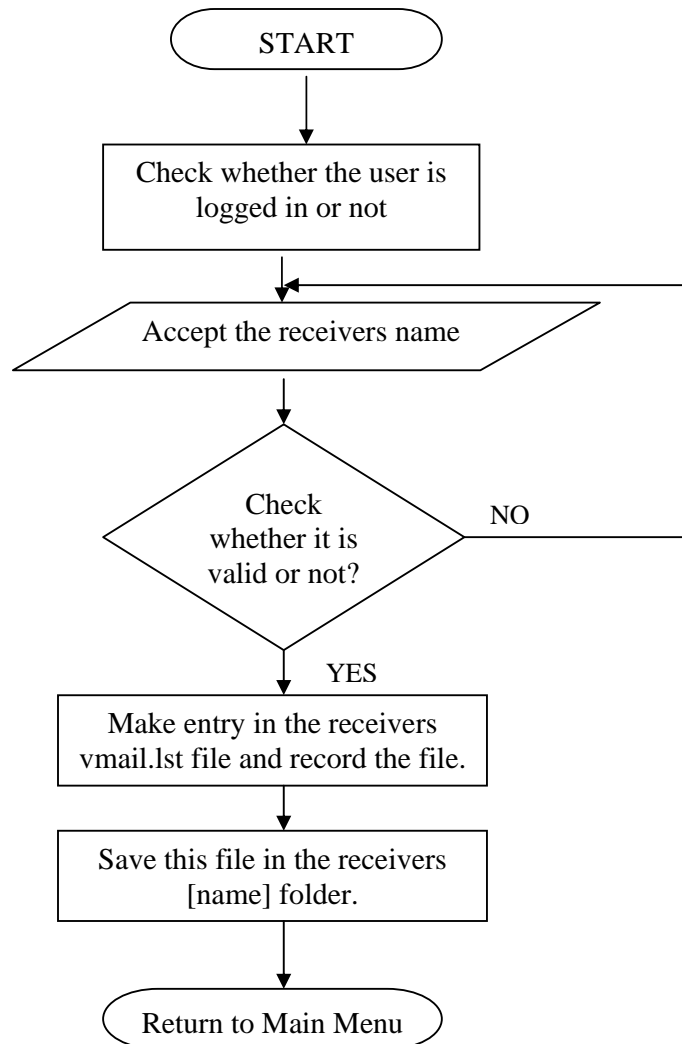 START
Check whether the user is
logged in or not
Accept the receivers name
Check
whether it is
valid or not?
NO
YES
Make entry in the receivers
vmail.lst file and record the file.
Save this file in the receivers
[name] folder.
Return to Main Menu